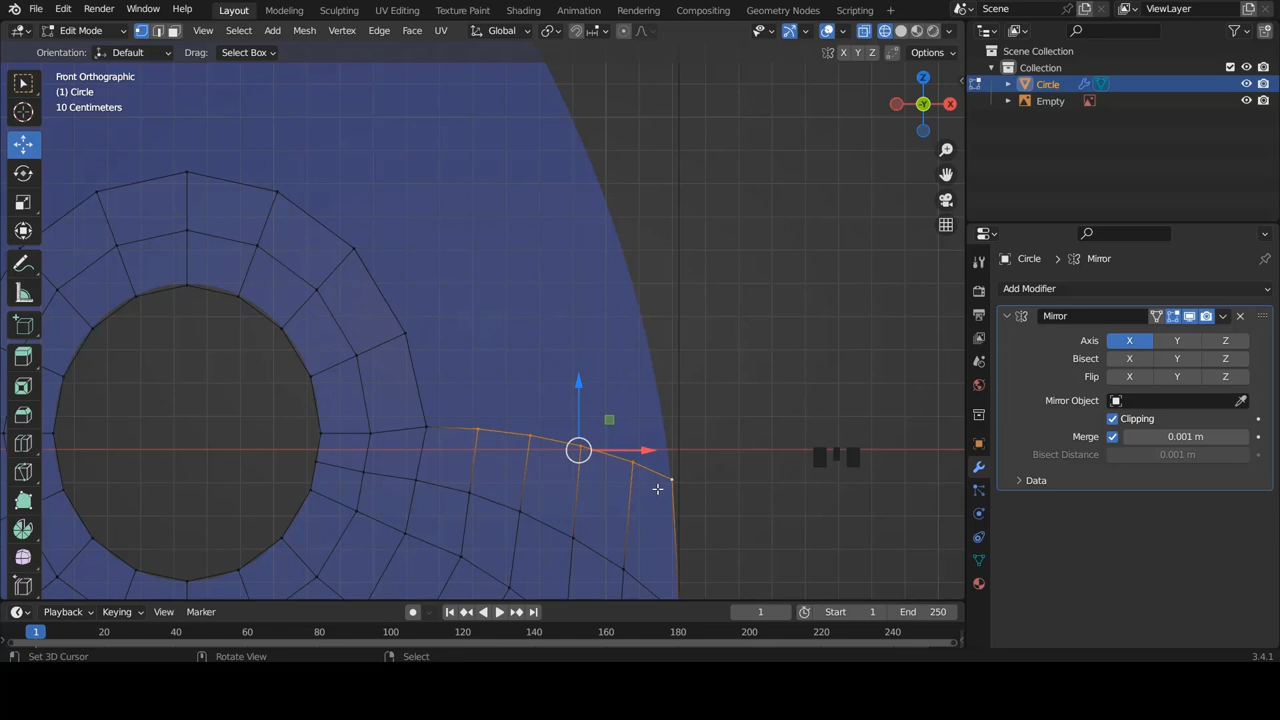 File Edit Render Window Help Layout Modeling Sculpting UV Editing Texture Paint Shading Animation Rendering Compositing Geometry Nodes Scripting Scene ViewLayer
Edit Mode View Select Add Mesh Vertex Edge Face UV Global
Orientation: Default Drag: Select Box X Y Z Options
Front Orthographic
(1) Circle
10 Centimeters
Z
Y
X
Scene Collection
Collection
Circle
Empty
Circle > Mirror
Add Modifier
Mirror
Axis X Y Z
Bisect X Y Z
Flip X Y Z
Mirror Object
Clipping
Merge 0.001 m
Bisect Distance 0.001 m
Data
Playback Keying View Marker 1 Start 1 End 250
1 20 40 60 80 100 120 140 160 180 200 220 240
Set 3D Cursor Rotate View Select 3.4.1